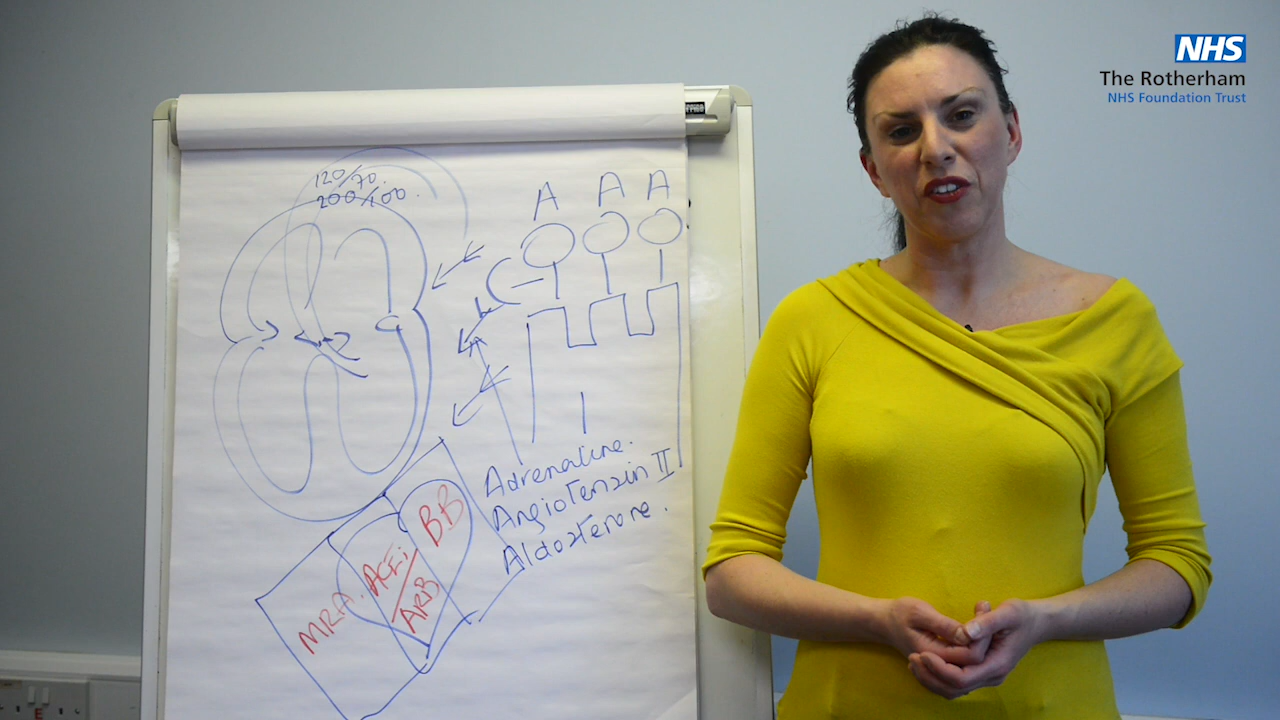 NHS
The Rotherham
NHS Foundation Trust
120/70.
200/100.
A A A
Adrenaline.
Angiotensin II
Aldosterone.
MRA. ACEi/ARB BB